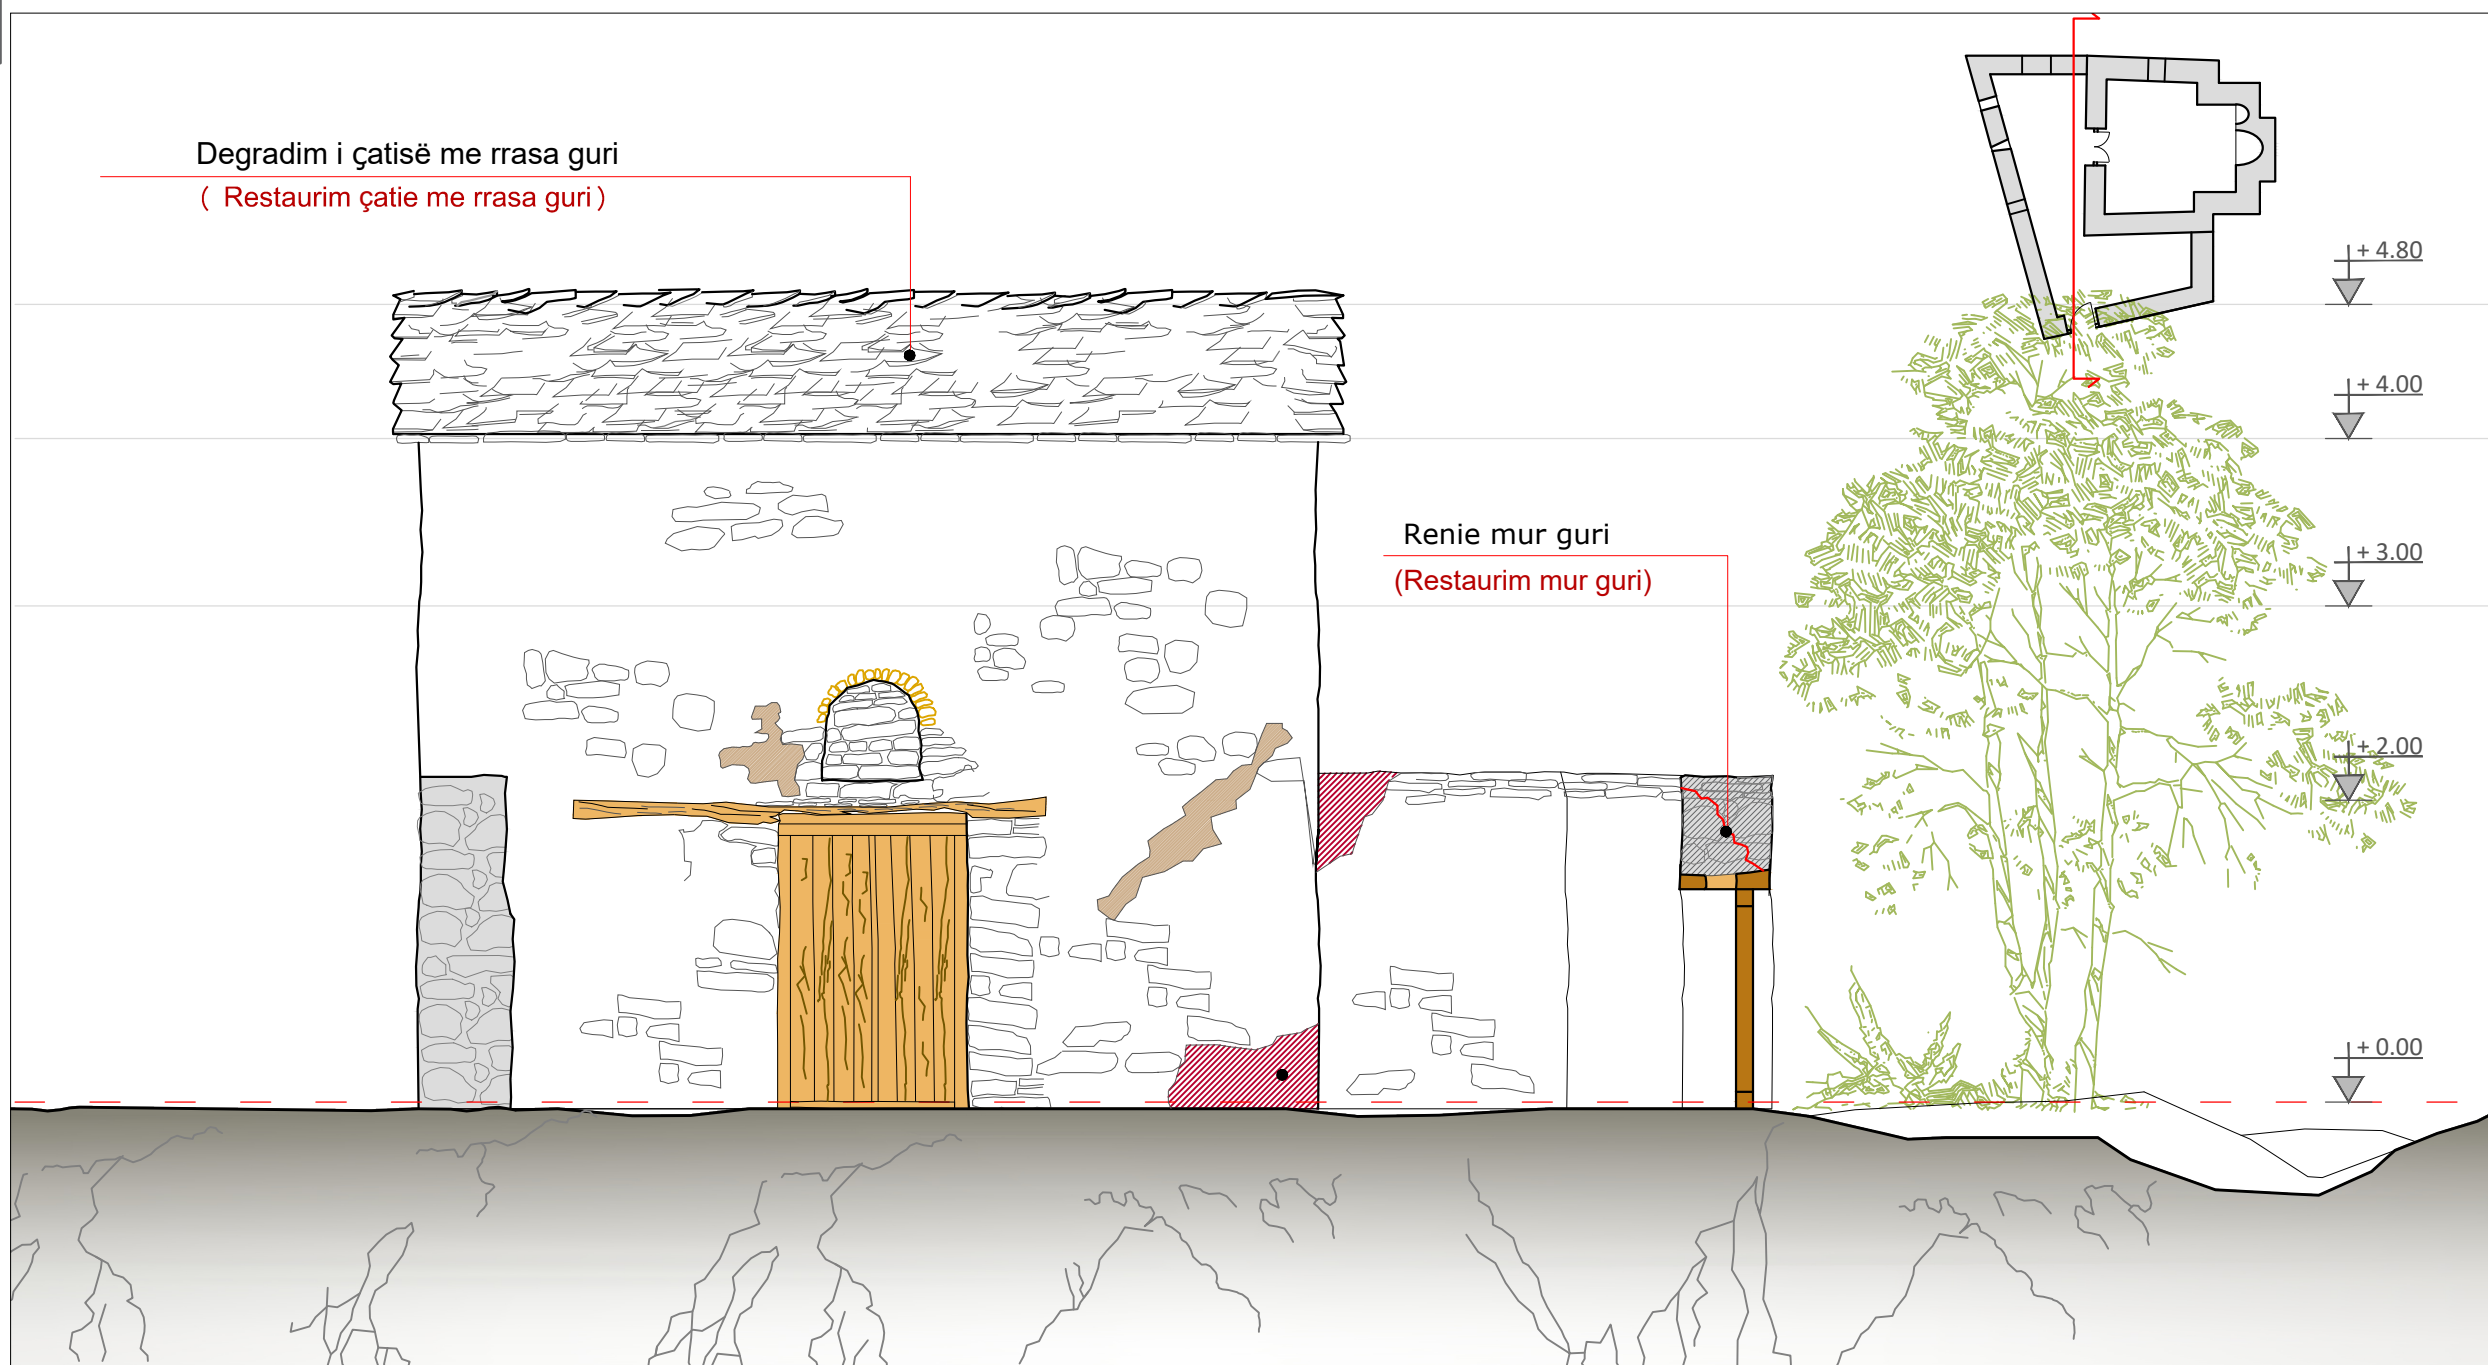 Degradim i çatisë me rrasa guri
( Restaurim çatie me rrasa guri)
+ 4.80
+ 4.00
Renie mur guri
(Restaurim mur guri)
+ 3.00
+ 2.00
+ 0.00